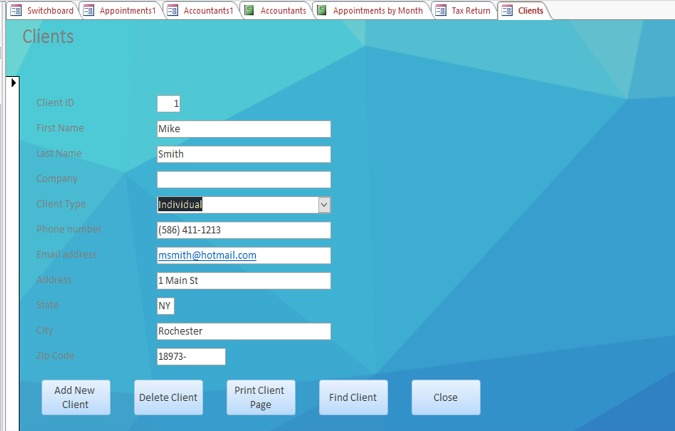 Switchboard Appointments1 Accountants1 Accountants Appointments by Month Tax Return Clients
Clients
Client ID 1
First Name Mike
Last Name Smith
Company
Client Type Individual
Phone number (586) 411-1213
Email address msmith@hotmail.com
Address 1 Main St
State NY
City Rochester
Zip Code 18973-
Add New Client
Delete Client
Print Client Page
Find Client
Close